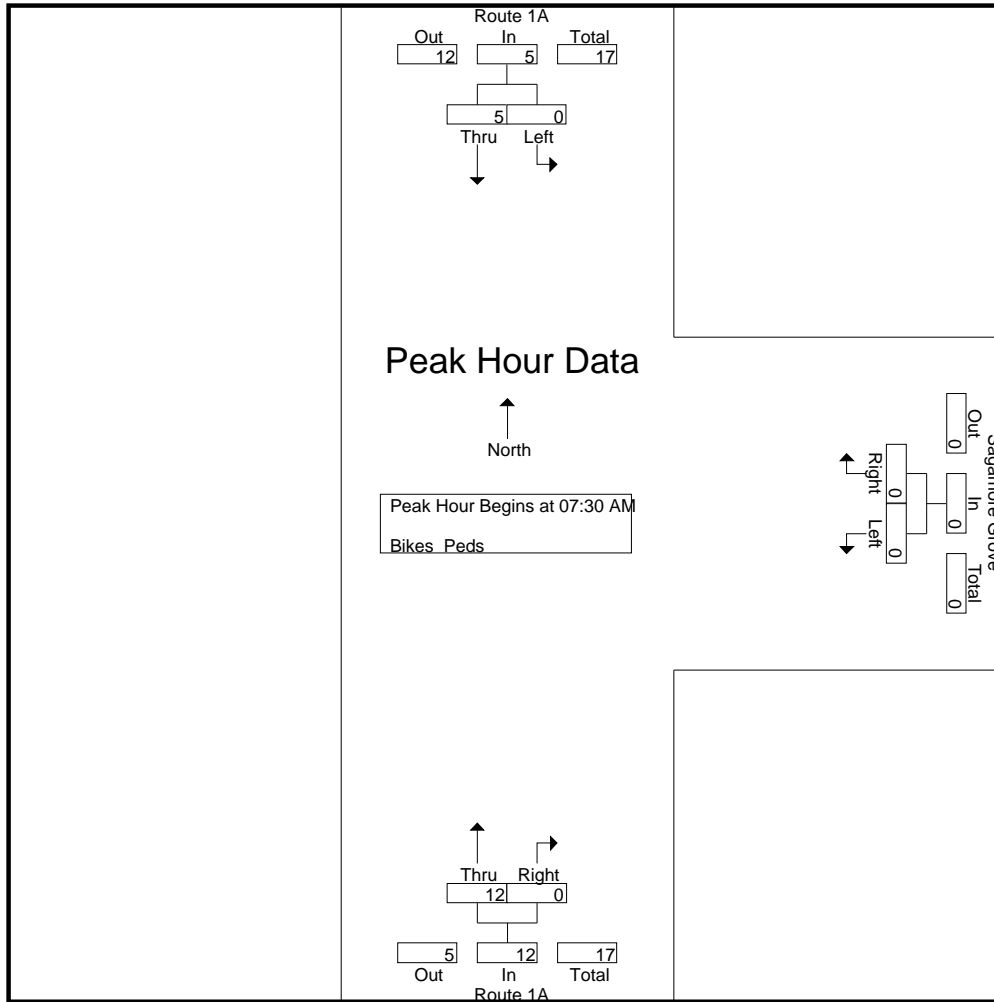 Route 1A
Out In Total
12 5 17
5 0
Thru Left
Peak Hour Data
North
Peak Hour Begins at 07:30 AM
Bikes Peds
Sagamore Grove
Out In Total
0 0 0
Right Left
0 0
Thru Right
12 0
5 12 17
Out In Total
Route 1A